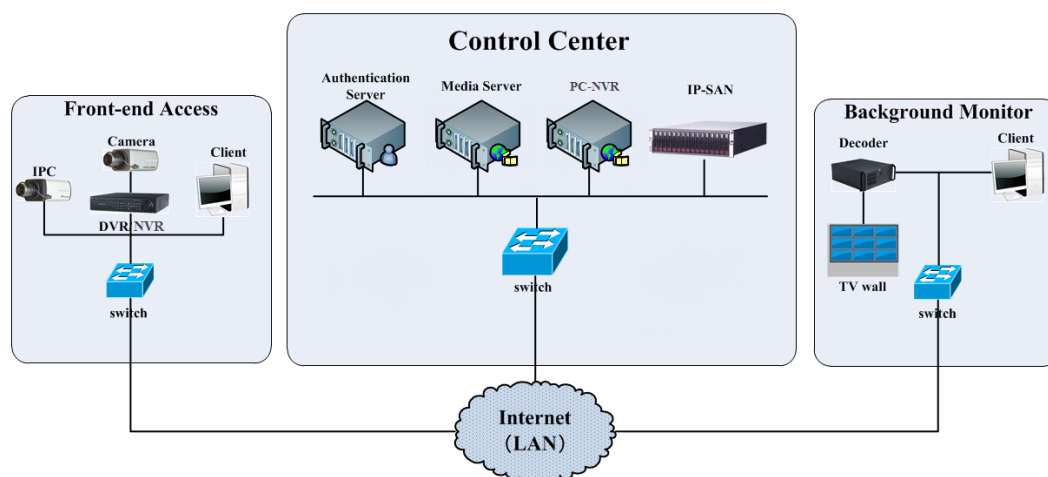 Control Center
Authentication
Server
Media Server
PC-NVR
IP-SAN
Front-end Access
Camera
Client
IPC
DVR/NVR
switch
switch
Background Monitor
Decoder
Client
TV wall
switch
Internet
(LAN)